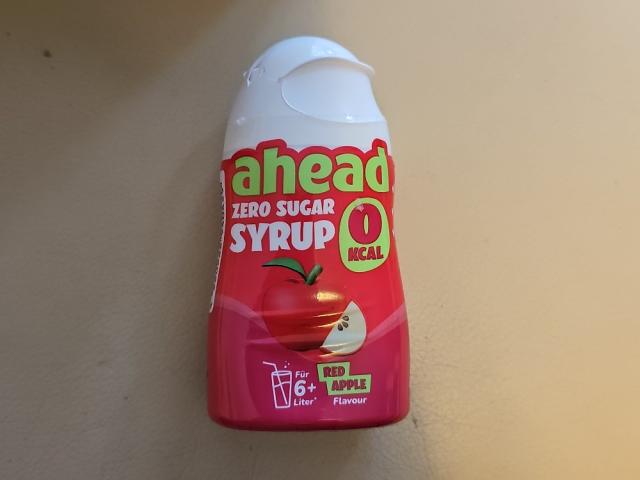 ahead
ZERO SUGAR
SYRUP
0
KCAL
Für
6+
Liter*
RED
APPLE
Flavour